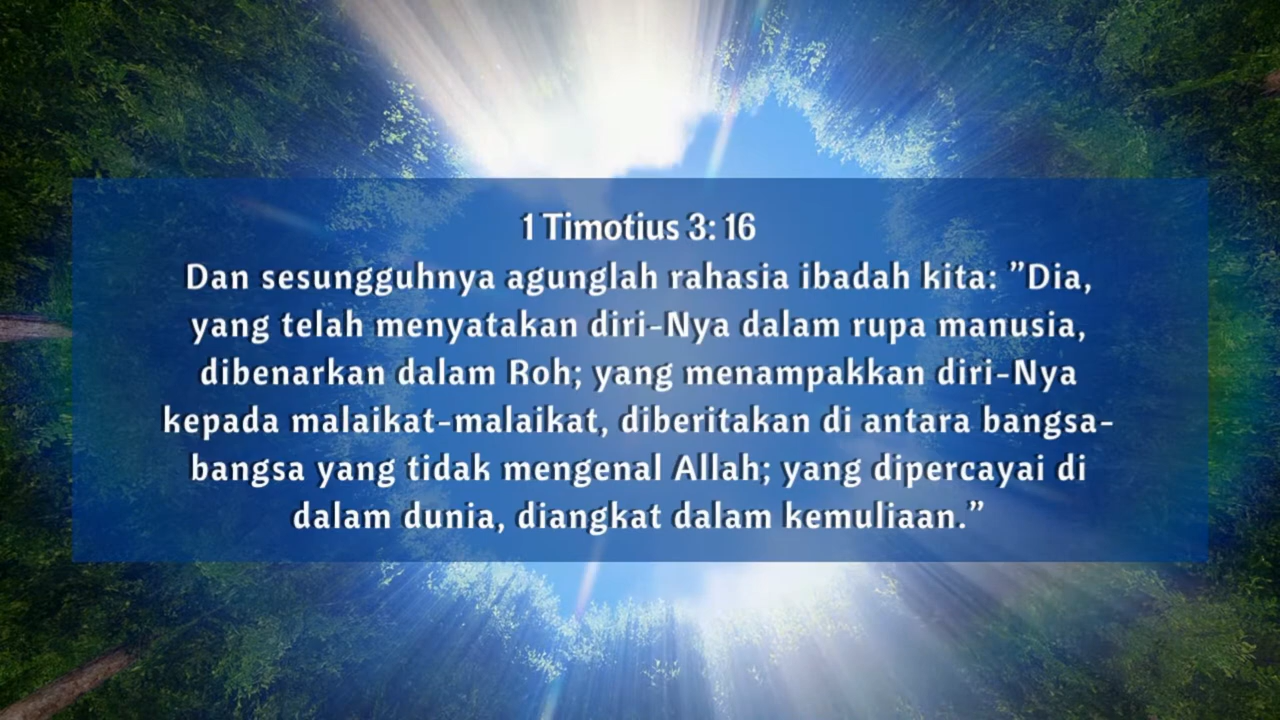 1 Timotius 3: 16
Dan sesungguhnya agunglah rahasia ibadah kita: ”Dia,
yang telah menyatakan diri-Nya dalam rupa manusia,
dibenarkan dalam Roh; yang menampakkan diri-Nya
kepada malaikat-malaikat, diberitakan di antara bangsa-
bangsa yang tidak mengenal Allah; yang dipercayai di
dalam dunia, diangkat dalam kemuliaan.”